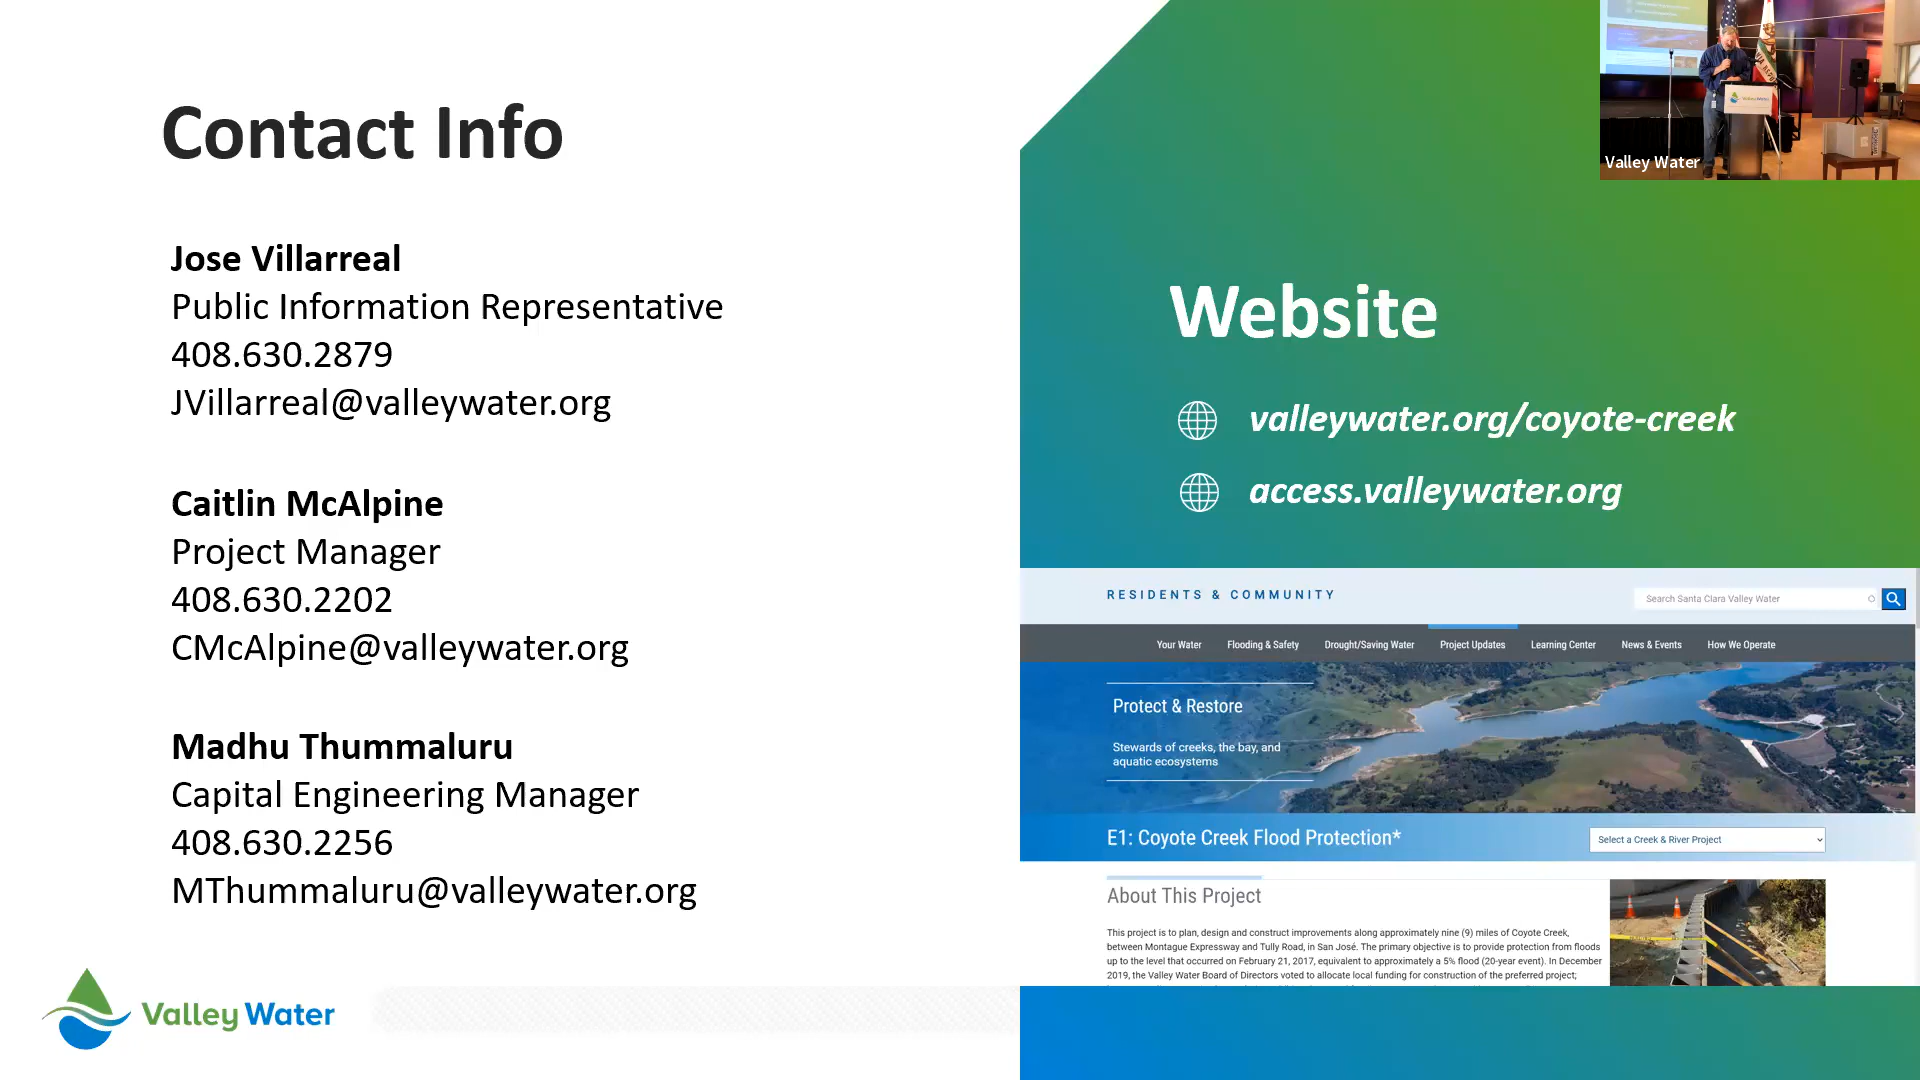 Contact Info
Jose Villarreal
Public Information Representative
408.630.2879
JVillarreal@valleywater.org
Caitlin McAlpine
Project Manager
408.630.2202
CMcAlpine@valleywater.org
Madhu Thummaluru
Capital Engineering Manager
408.630.2256
MThummaluru@valleywater.org
Valley Water
Valley Water
Website
valleywater.org/coyote-creek
access.valleywater.org
RESIDENTS & COMMUNITY
Search Santa Clara Valley Water
Your Water Flooding & Safety Drought/Saving Water Project Updates Learning Center News & Events How We Operate
Protect & Restore
Stewards of creeks, the bay, and
aquatic ecosystems
E1: Coyote Creek Flood Protection*
Select a Creek & River Project
About This Project
This project is to plan, design and construct improvements along approximately nine (9) miles of Coyote Creek,
between Montague Expressway and Tully Road, in San José. The primary objective is to provide protection from floods
up to the level that occurred on February 21, 2017, equivalent to approximately a 5% flood (20-year event). In December
2019, the Valley Water Board of Directors voted to allocate local funding for construction of the preferred project;